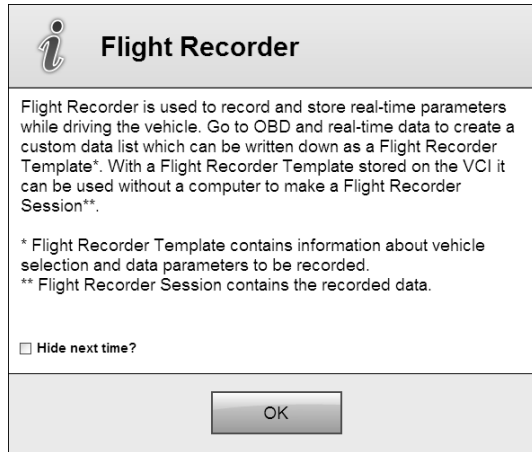 Flight Recorder
Flight Recorder is used to record and store real-time parameters
while driving the vehicle. Go to OBD and real-time data to create a
custom data list which can be written down as a Flight Recorder
Template*. With a Flight Recorder Template stored on the VCI it
can be used without a computer to make a Flight Recorder
Session**.
* Flight Recorder Template contains information about vehicle
selection and data parameters to be recorded.
** Flight Recorder Session contains the recorded data.
Hide next time?
OK